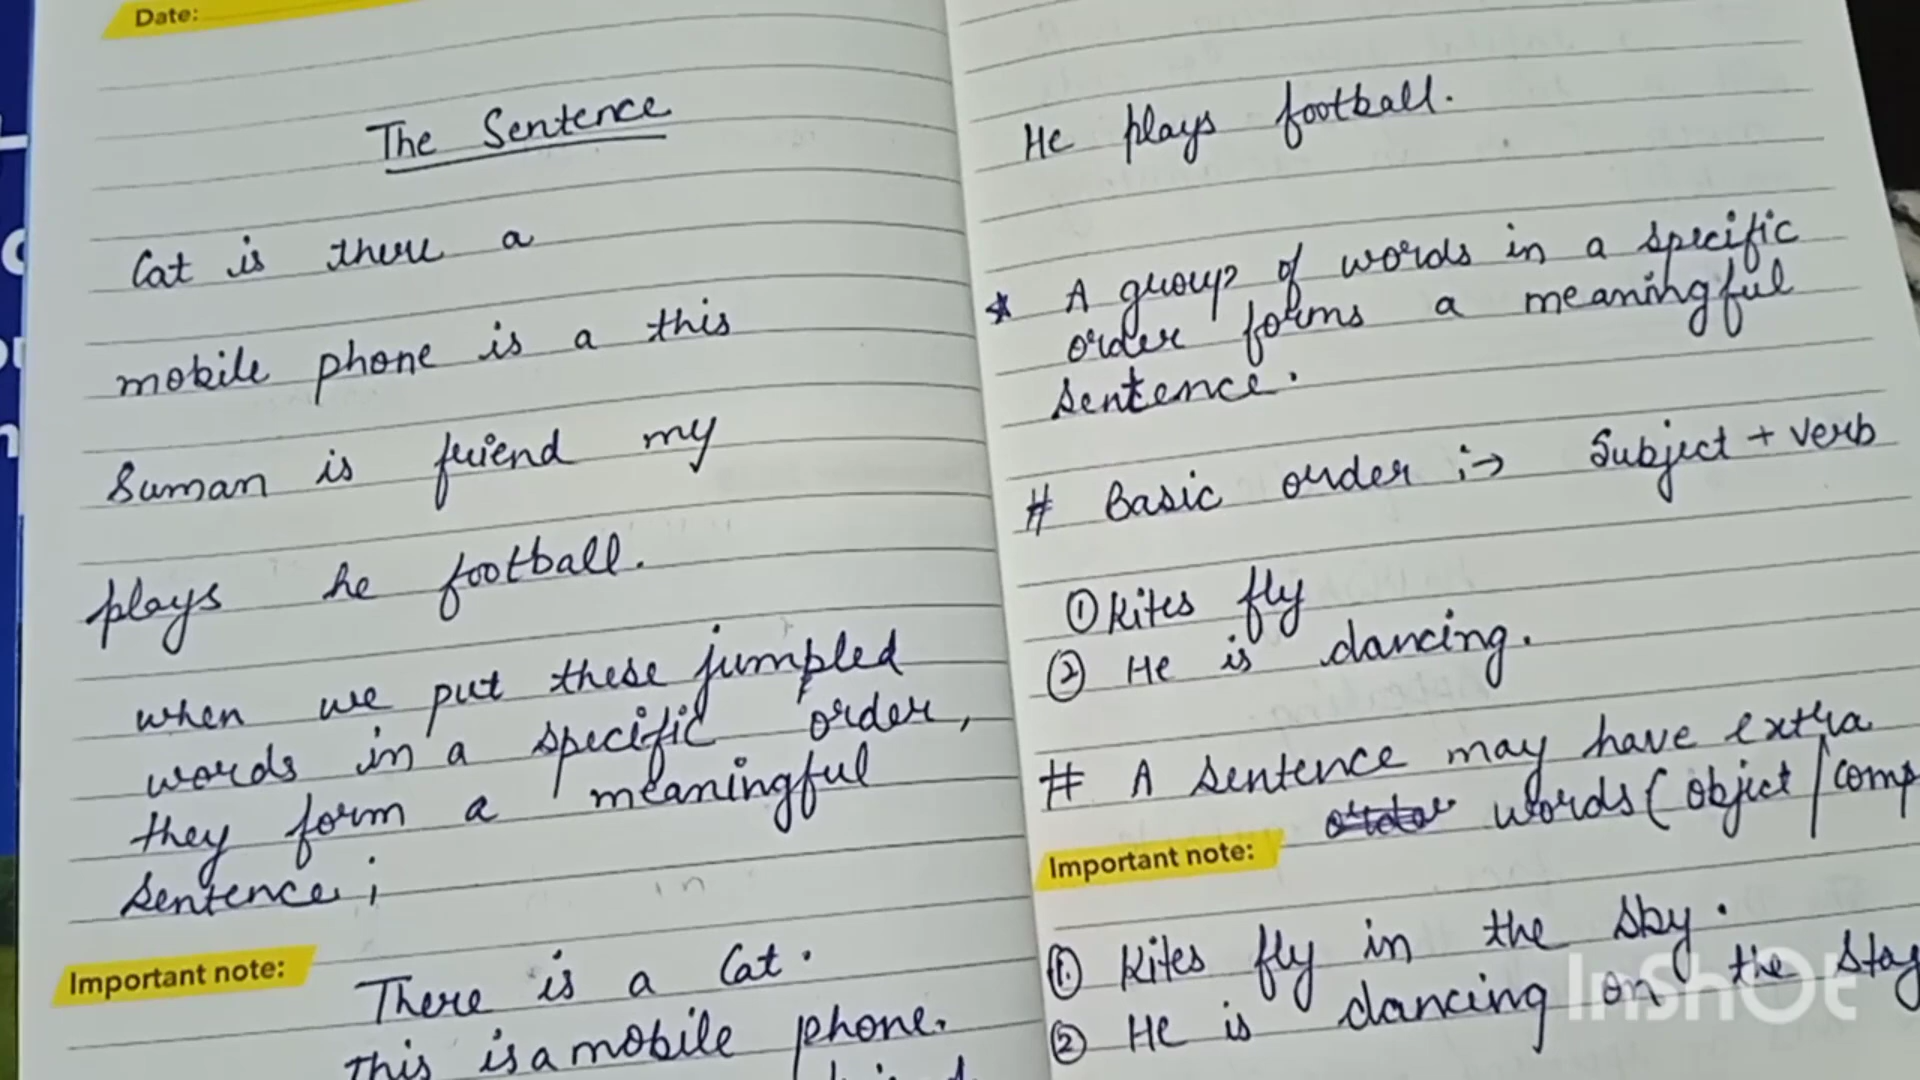 Date:
The Sentence
Cat is there a
mobile phone is a this
Suman is friend my
plays he football.
when we put these jumpled
words in a specific order,
they form a meaningful
sentence;
Important note:
There is a Cat.
This is a mobile phone.
He plays football.
* A group of words in a specific
order forms a meaningful
sentence.
# Basic order :→ Subject + verb
① Kites fly
② He is dancing.
# A sentence may have extra
words (object / comp
Important note:
①. Kites fly in the sky.
② He is dancing on the stag
InShOt